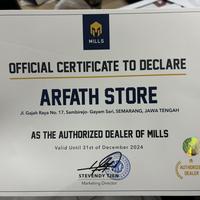 MILLS
OFFICIAL CERTIFICATE TO DECLARE
ARFATH STORE
Jl. Gajah Raya No. 17, Sambirejo- Gayam Sari, SEMARANG, JAWA TENGAH
AS THE AUTHORIZED DEALER OF MILLS
Valid Until 31st of December 2024
STEVENDY TJEN
Marketing Director
AUTHORIZED
DEALER